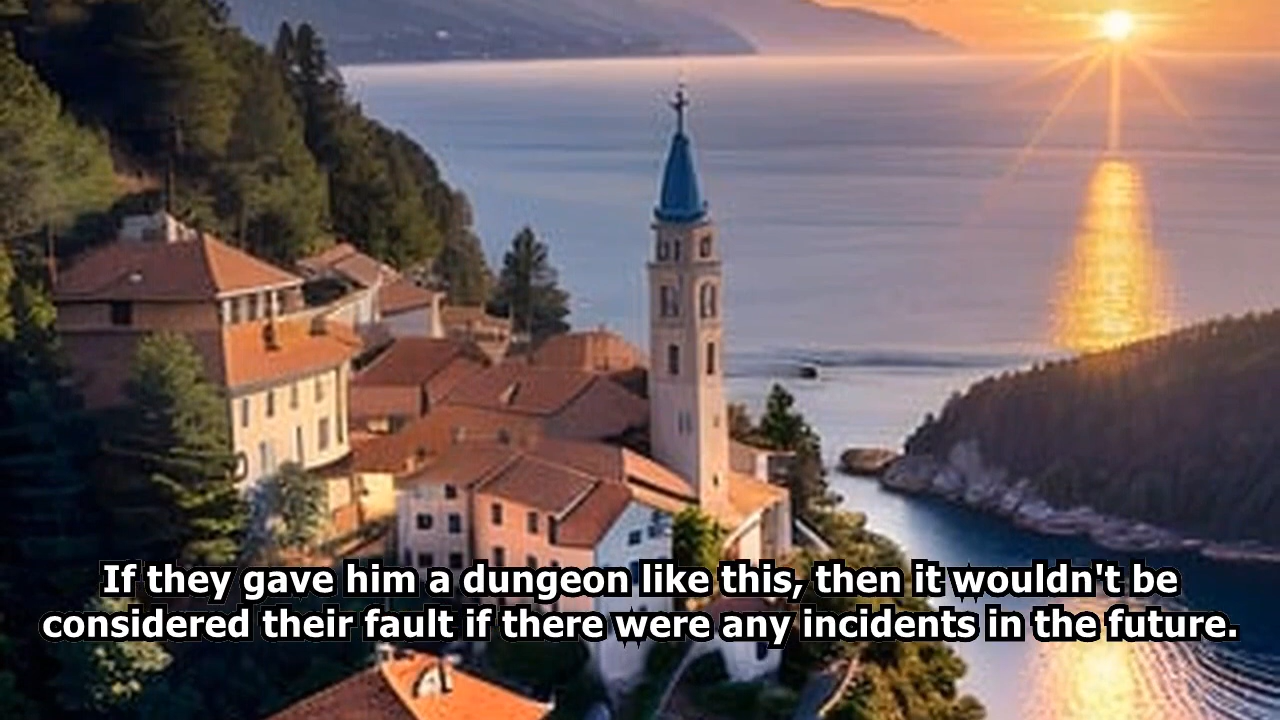 If they gave him a dungeon like this, then it wouldn't be
considered their fault if there were any incidents in the future.